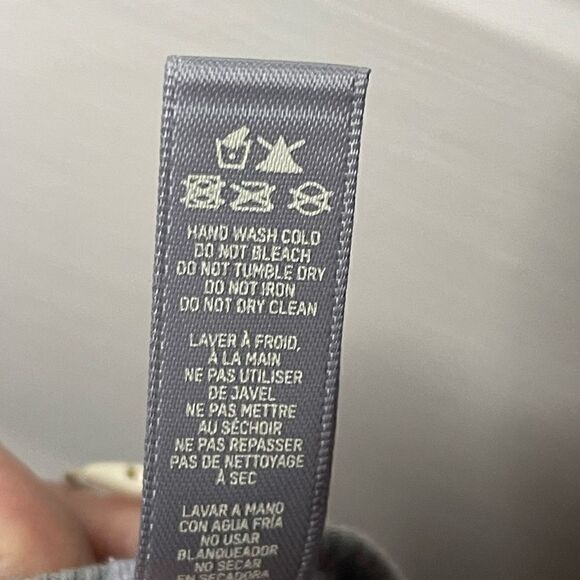 HAND WASH COLD
DO NOT BLEACH
DO NOT TUMBLE DRY
DO NOT IRON
DO NOT DRY CLEAN
LAVER À FROID,
À LA MAIN
NE PAS UTILISER
DE JAVEL
NE PAS METTRE
AU SÉCHOIR
NE PAS REPASSER
PAS DE NETTOYAGE
À SEC
LAVAR A MANO
CON AGUA FRÍA
NO USAR
BLANQUEADOR
NO SECAR
EN SECADORA